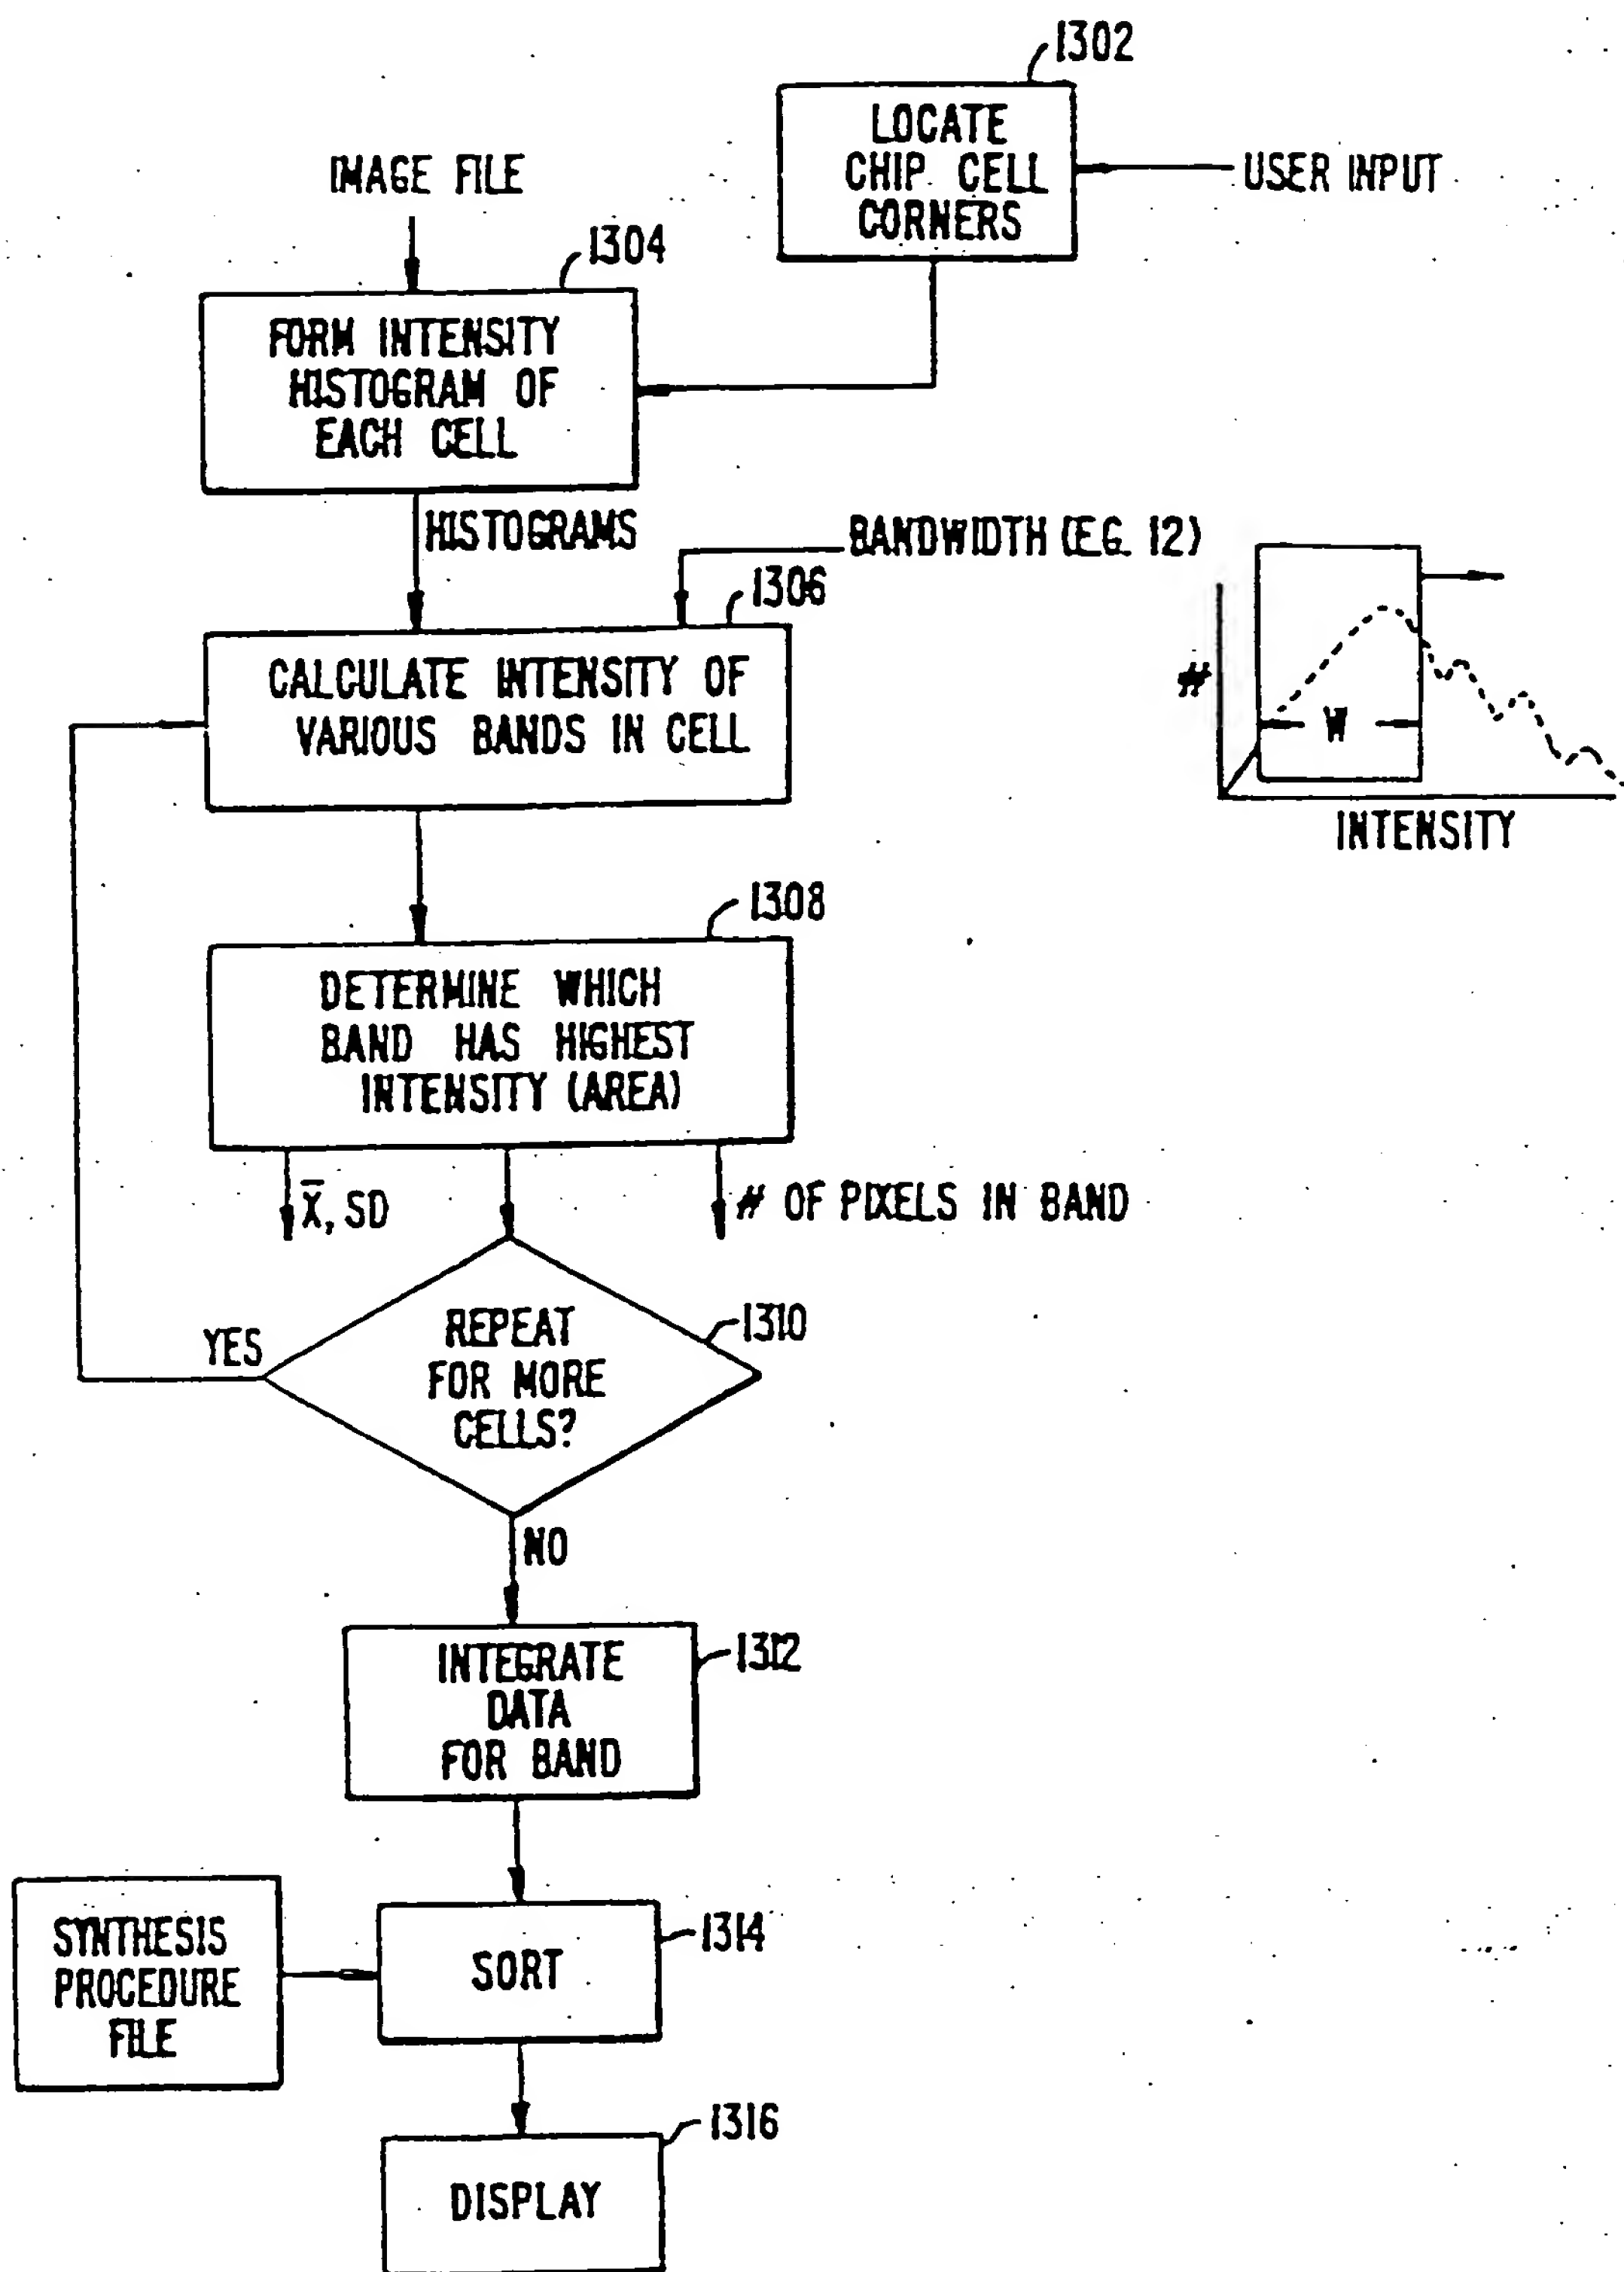 1302
LOCATE
CHIP CELL
CORNERS
USER INPUT
IMAGE FILE
1304
FORM INTENSITY
HISTOGRAM OF
EACH CELL
HISTOGRAMS
BANDWIDTH (E.G. 12)
1306
CALCULATE INTENSITY OF
VARIOUS BANDS IN CELL
#
W
INTENSITY
1308
DETERMINE WHICH
BAND HAS HIGHEST
INTENSITY (AREA)
X̅, SD
# OF PIXELS IN BAND
1310
REPEAT
FOR MORE
CELLS?
YES
NO
1312
INTEGRATE
DATA
FOR BAND
SYNTHESIS
PROCEDURE
FILE
1314
SORT
1316
DISPLAY